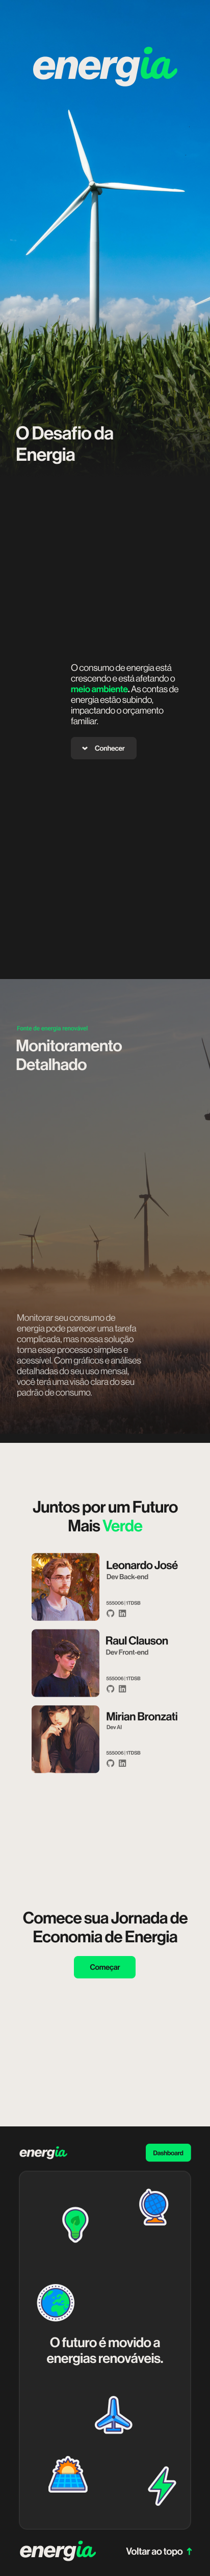 energia
O Desafio da
Energia
O consumo de energia está
crescendo e está afetando o
meio ambiente. As contas de
energia estão subindo,
impactando o orçamento
familiar.
Conhecer
Fonte de energia renovável
Monitoramento
Detalhado
Monitorar seu consumo de
energia pode parecer uma tarefa
complicada, mas nossa solução
torna esse processo simples e
acessível. Com gráficos e análises
detalhadas do seu uso mensal,
você terá uma visão clara do seu
padrão de consumo.
Juntos por um Futuro
Mais Verde
Leonardo José
Dev Back-end
555006 | 1TDSB
Raul Clauson
Dev Front-end
555006 | 1TDSB
Mirian Bronzati
Dev AI
555006 | 1TDSB
Comece sua Jornada de
Economia de Energia
Começar
energia
Dashboard
O futuro é movido a
energias renováveis.
energia
Voltar ao topo